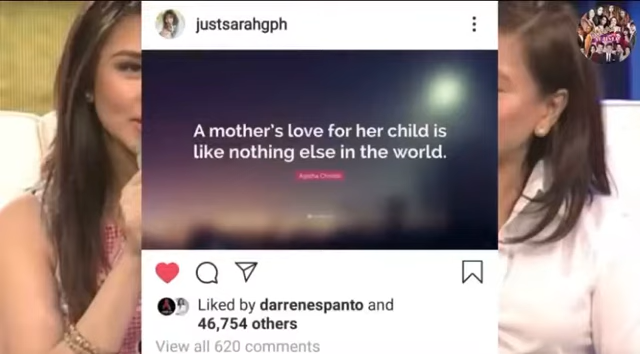 justsarahgph
A mother's love for her child is
like nothing else in the world.
Agatha Christie
Liked by darrenespanto and
46,754 others
View all 620 comments